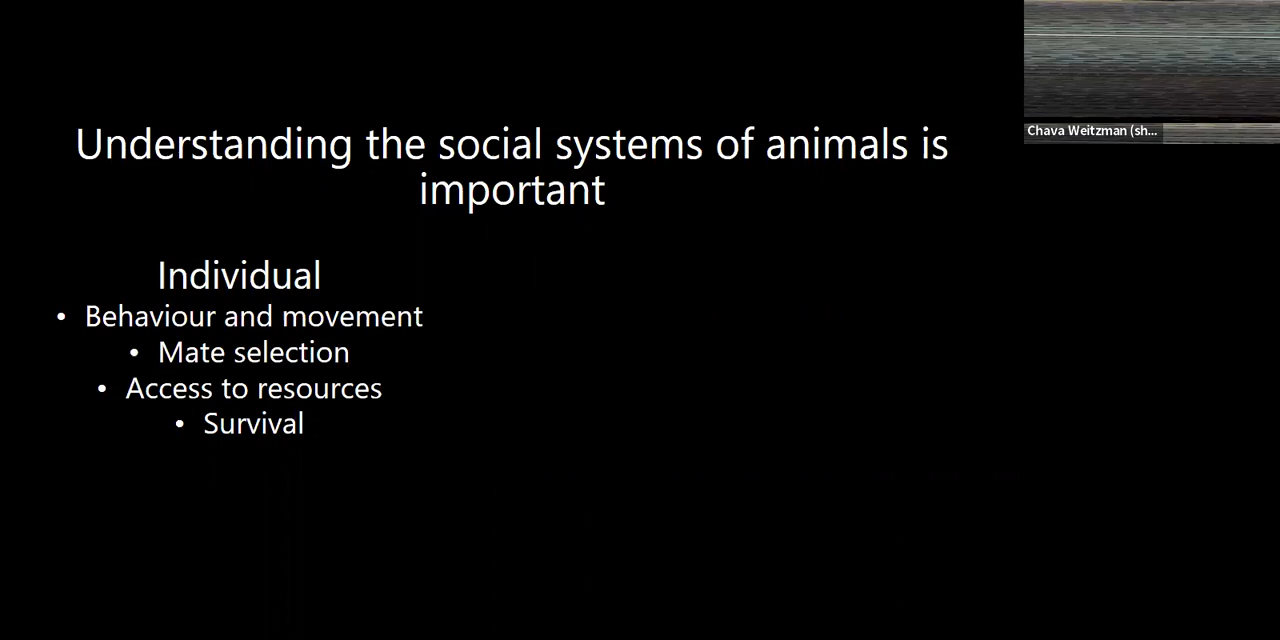 Chava Weitzman (sh...
Understanding the social systems of animals is
important
Individual
• Behaviour and movement
• Mate selection
• Access to resources
• Survival